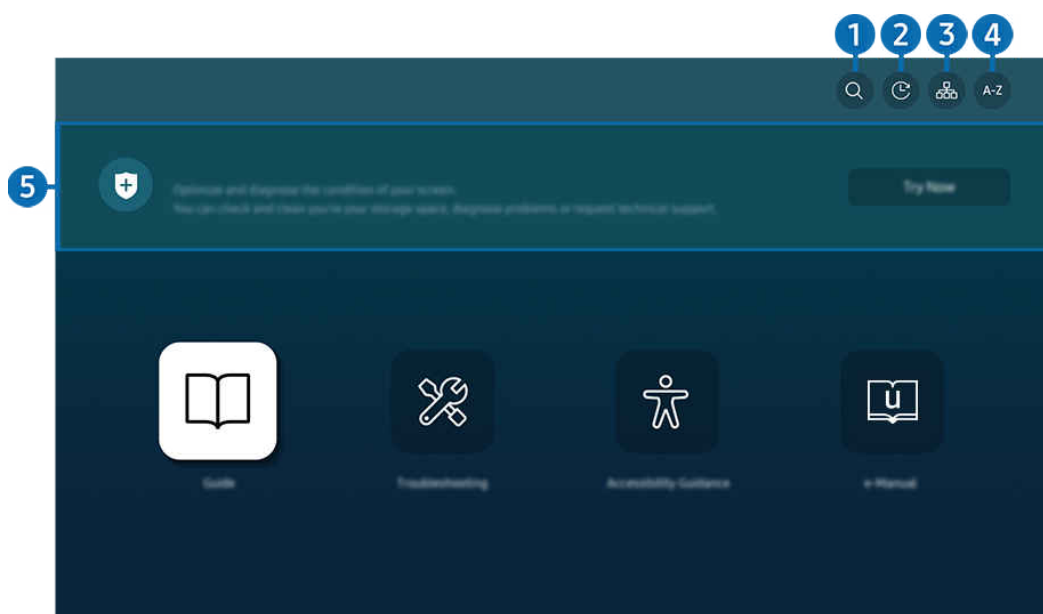 1 2 3 4
A-Z
5
Optimize and diagnose the condition of your screen.
Try Now
You can check and clean you're your storage space, diagnose problems or request technical support.
u
Guide
Troubleshooting
Accessibility Guidance
e-Manual